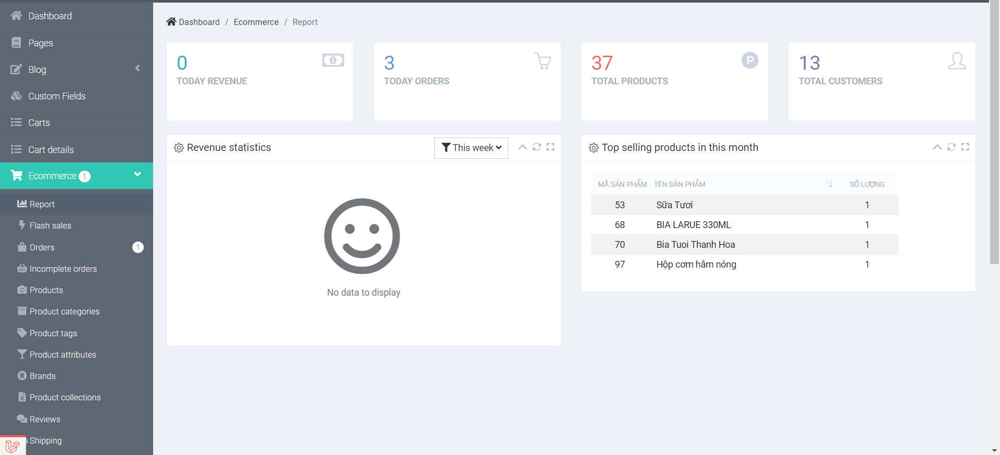 Dashboard
Pages
Blog
Custom Fields
Carts
Cart details
Ecommerce 1
Report
Flash sales
Orders 1
Incomplete orders
Products
Product categories
Product tags
Product attributes
Brands
Product collections
Reviews
Shipping
Dashboard / Ecommerce / Report
0
TODAY REVENUE
3
TODAY ORDERS
37
TOTAL PRODUCTS
13
TOTAL CUSTOMERS
Revenue statistics
This week
No data to display
Top selling products in this month
MÃ SẢN PHẨM TÊN SẢN PHẨM SỐ LƯỢNG
53 Sữa Tươi 1
68 BIA LARUE 330ML 1
70 Bia Tuoi Thanh Hoa 1
97 Hộp cơm hâm nóng 1